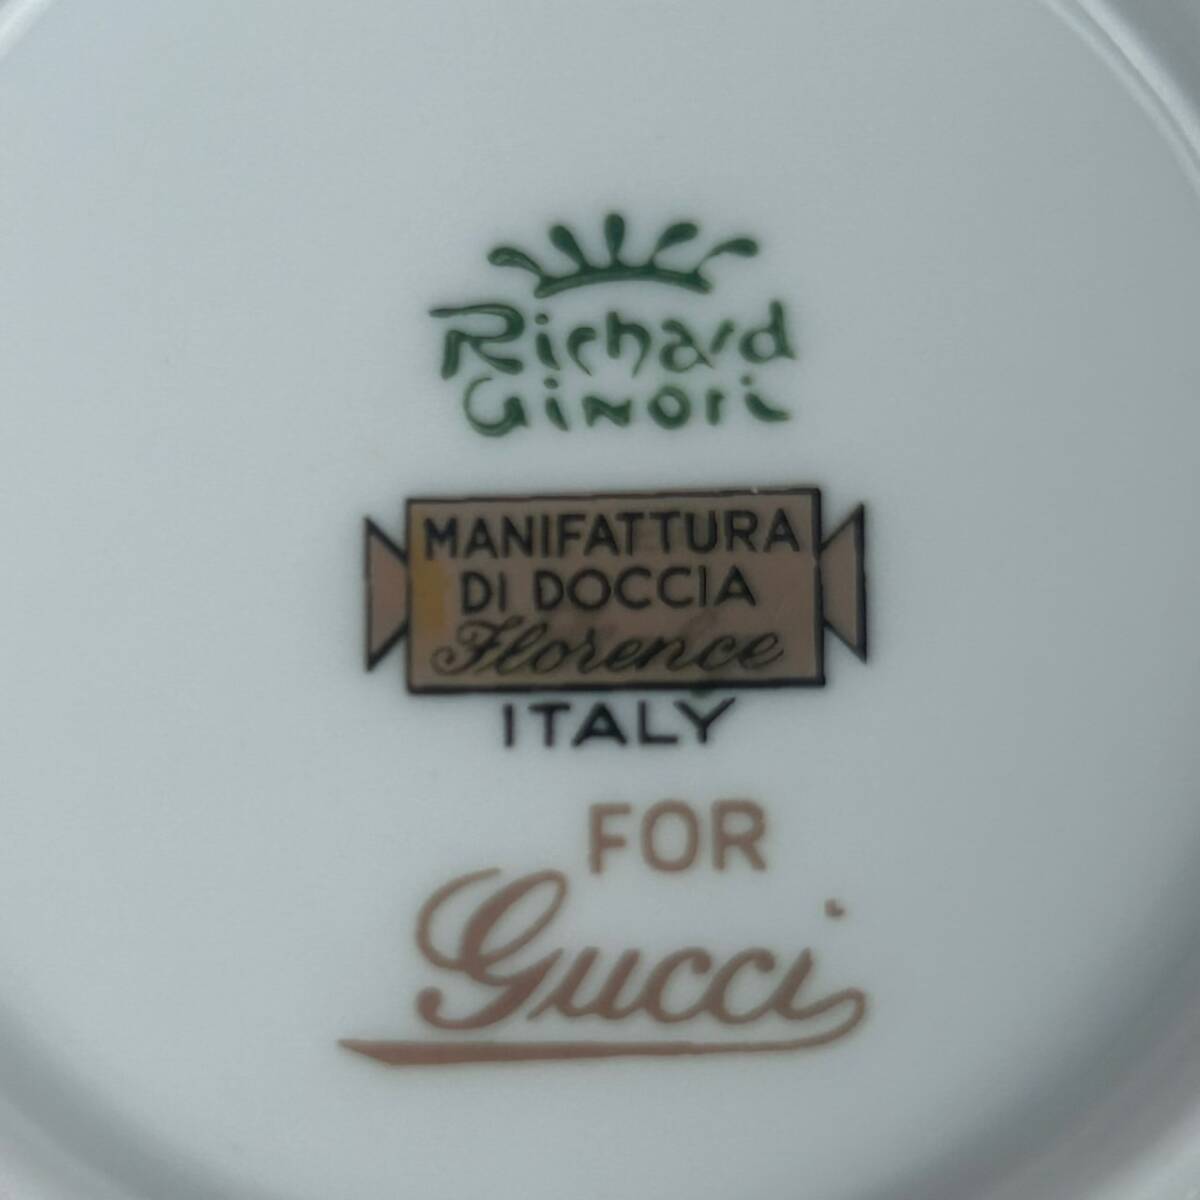 Richard
Ginori
MANIFATTURA
DI DOCCIA
Florence
ITALY
FOR
Gucci